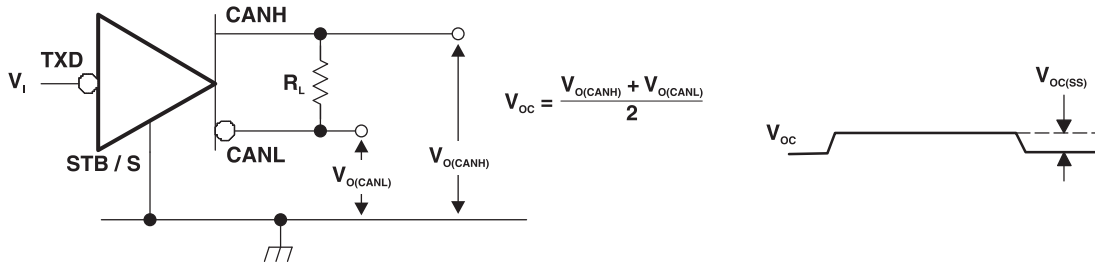 CANH
TXD
V_I
R_L
STB / S
CANL
V_O(CANL)
V_O(CANH)
V_OC = V_O(CANH) + V_O(CANL)
2
V_OC
V_OC(SS)